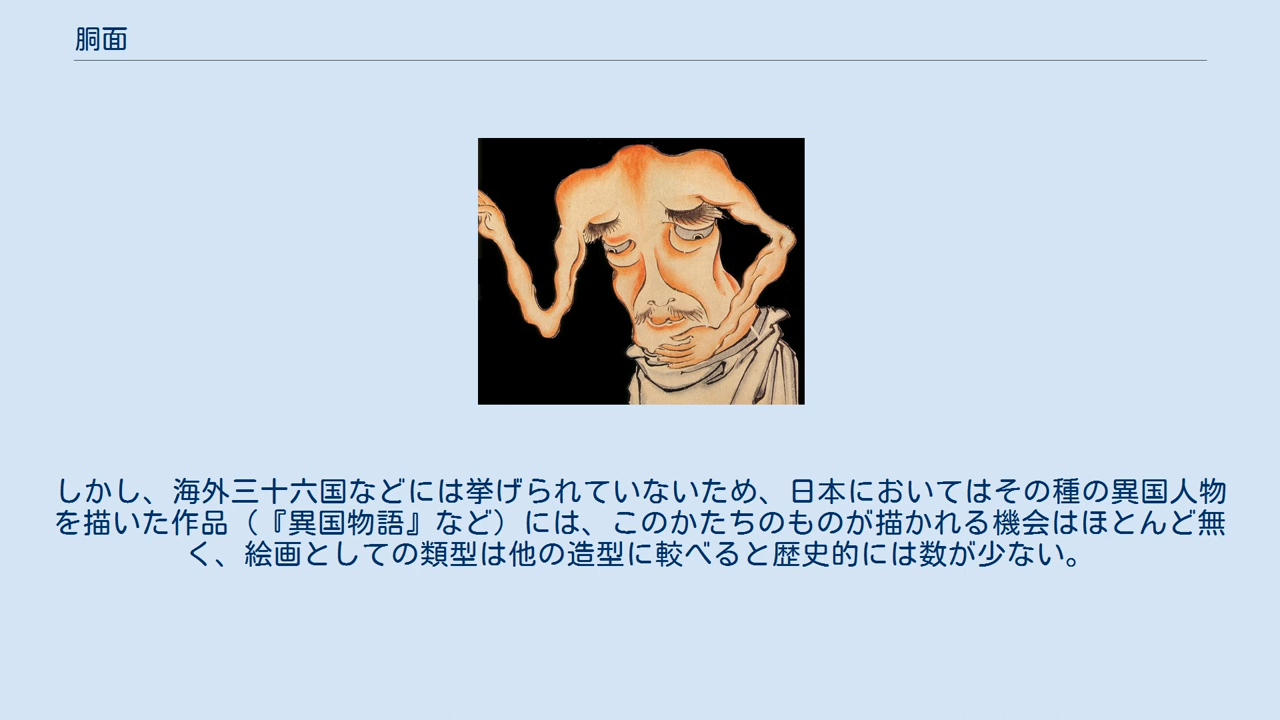 胴面
しかし、海外三十六国などには挙げられていないため、日本においてはその種の異国人物
を描いた作品（『異国物語』など）には、このかたちのものが描かれる機会はほとんど無
く、絵画としての類型は他の造型に較べると歴史的には数が少ない。